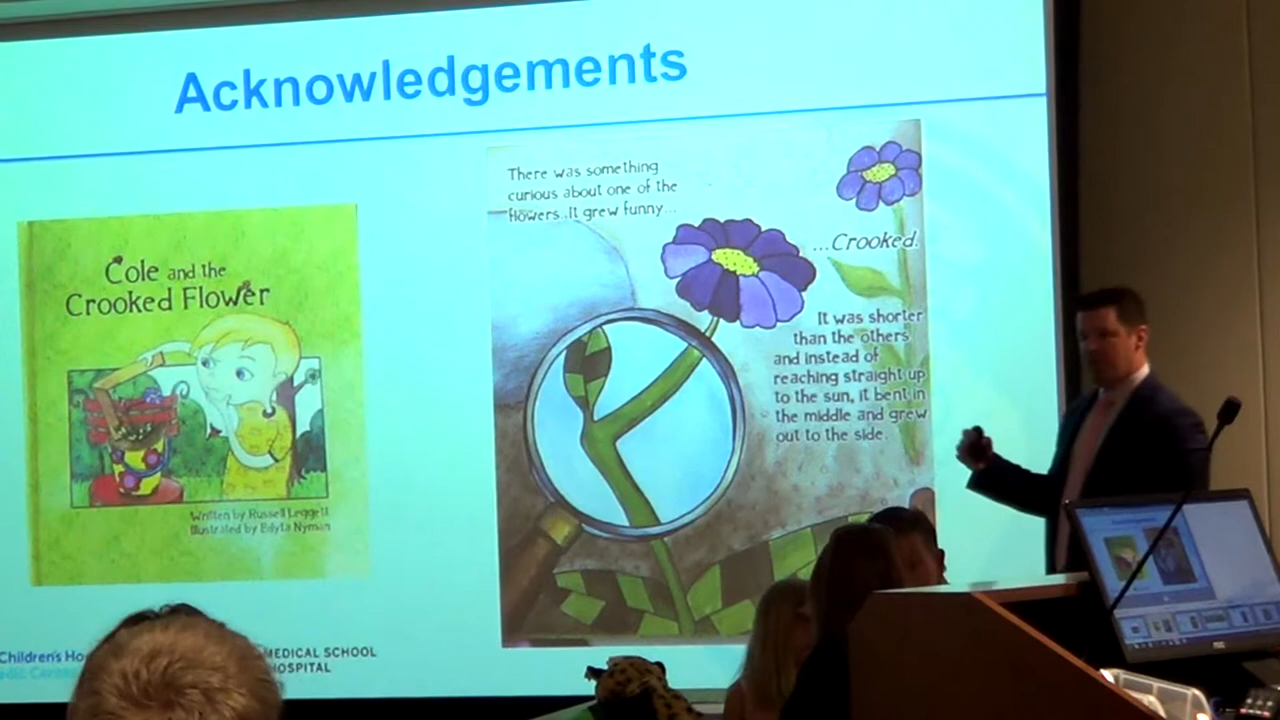 Acknowledgements
Cole and the
Crooked Flower
Written by Russell Leggett
Illustrated by Edyta Nyman
There was something
curious about one of the
flowers. It grew funny...
...Crooked.
It was shorter
than the others
and instead of
reaching straight up
to the sun, it bent in
the middle and grew
out to the side.
Children's
MEDICAL SCHOOL
HOSPITAL